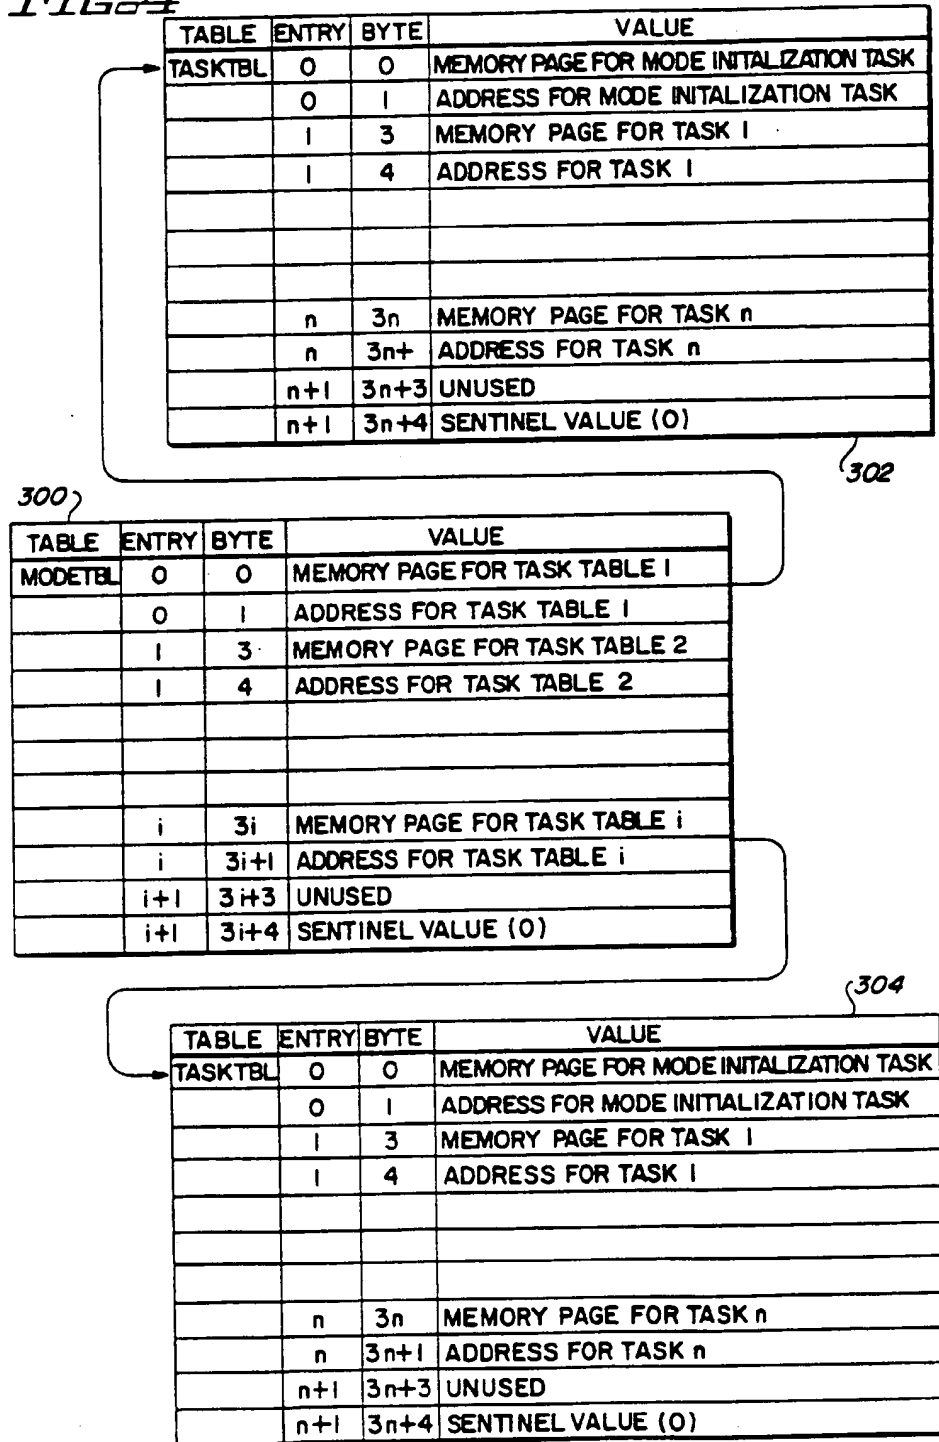 TABLE ENTRY BYTE VALUE
TASKTBL 0 0 MEMORY PAGE FOR MODE INITALIZATION TASK
0 1 ADDRESS FOR MODE INITALIZATION TASK
1 3 MEMORY PAGE FOR TASK 1
1 4 ADDRESS FOR TASK 1
n 3n MEMORY PAGE FOR TASK n
n 3n+ ADDRESS FOR TASK n
n+1 3n+3 UNUSED
n+1 3n+4 SENTINEL VALUE (0)
302
300
TABLE ENTRY BYTE VALUE
MODETBL 0 0 MEMORY PAGE FOR TASK TABLE 1
0 1 ADDRESS FOR TASK TABLE 1
1 3 MEMORY PAGE FOR TASK TABLE 2
1 4 ADDRESS FOR TASK TABLE 2
i 3i MEMORY PAGE FOR TASK TABLE i
i 3i+1 ADDRESS FOR TASK TABLE i
i+1 3i+3 UNUSED
i+1 3i+4 SENTINEL VALUE (0)
304
TABLE ENTRY BYTE VALUE
TASKTBL 0 0 MEMORY PAGE FOR MODE INITALIZATION TASK
0 1 ADDRESS FOR MODE INITIALIZATION TASK
1 3 MEMORY PAGE FOR TASK 1
1 4 ADDRESS FOR TASK 1
n 3n MEMORY PAGE FOR TASK n
n 3n+1 ADDRESS FOR TASK n
n+1 3n+3 UNUSED
n+1 3n+4 SENTINEL VALUE (0)